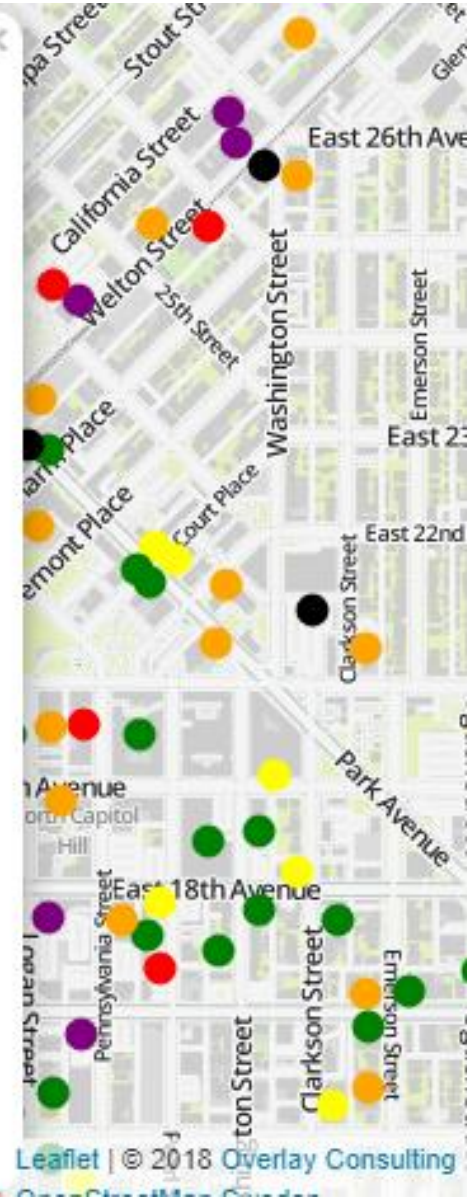 Stout St
Glen
California Street
East 26th Ave
Welton Street
25th Street
Washington Street
Emerson Street
Place
East 23
Court Place
emont Place
East 22nd
Clarkson Street
Park Avenue
Avenue
orth Capitol
Hill
East 18th Avenue
Pennsylvania Street
Logan Street
Clarkson Street
Emerson Street
ton Street
Leaflet | © 2018 Overlay Consulting